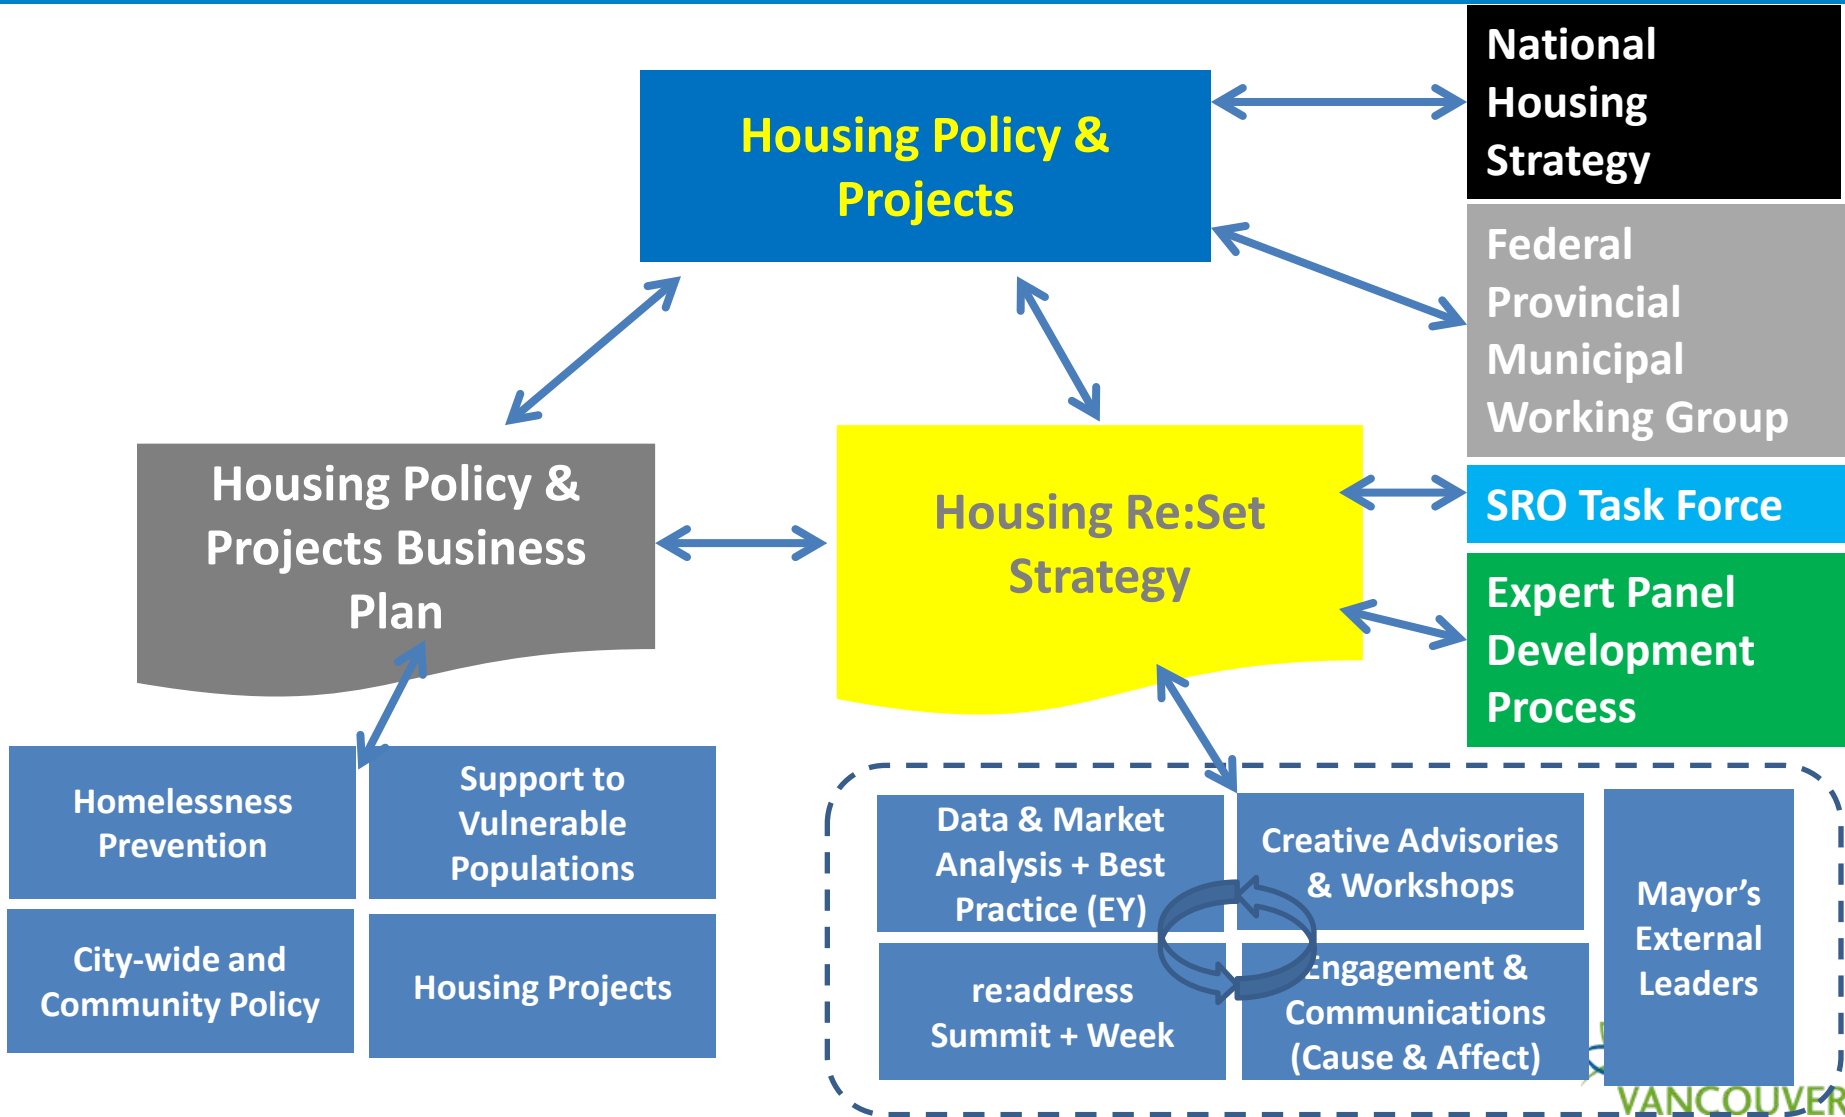 Housing Policy &
Projects
National
Housing
Strategy
Federal
Provincial
Municipal
Working Group
SRO Task Force
Expert Panel
Development
Process
Housing Policy &
Projects Business
Plan
Housing Re:Set
Strategy
Homelessness
Prevention
Support to
Vulnerable
Populations
City-wide and
Community Policy
Housing Projects
Data & Market
Analysis + Best
Practice (EY)
Creative Advisories
& Workshops
re:address
Summit + Week
Engagement &
Communications
(Cause & Affect)
Mayor’s
External
Leaders
VANCOUVER